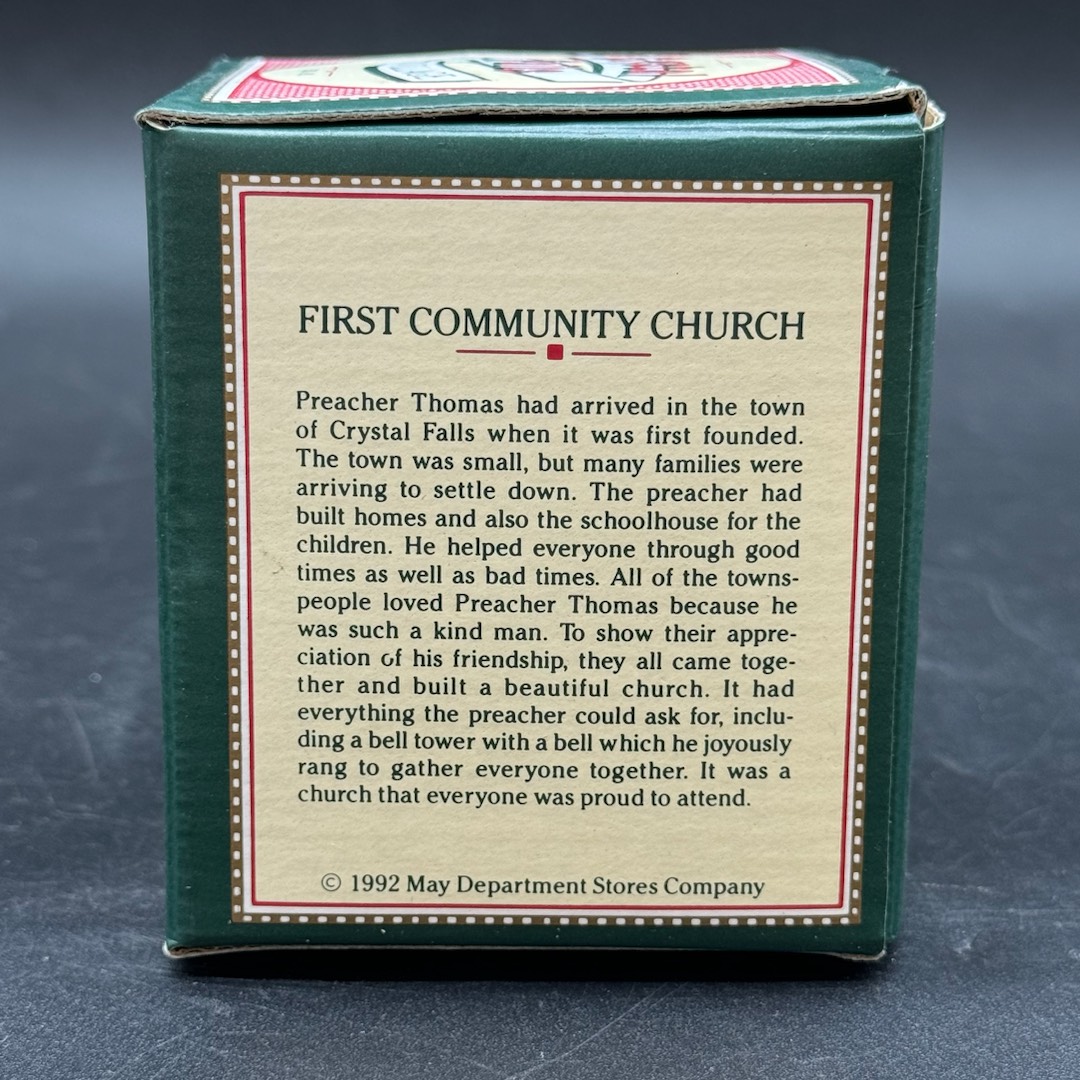 FIRST COMMUNITY CHURCH
Preacher Thomas had arrived in the town
of Crystal Falls when it was first founded.
The town was small, but many families were
arriving to settle down. The preacher had
built homes and also the schoolhouse for the
children. He helped everyone through good
times as well as bad times. All of the towns-
people loved Preacher Thomas because he
was such a kind man. To show their appre-
ciation of his friendship, they all came toge-
ther and built a beautiful church. It had
everything the preacher could ask for, inclu-
ding a bell tower with a bell which he joyously
rang to gather everyone together. It was a
church that everyone was proud to attend.
© 1992 May Department Stores Company